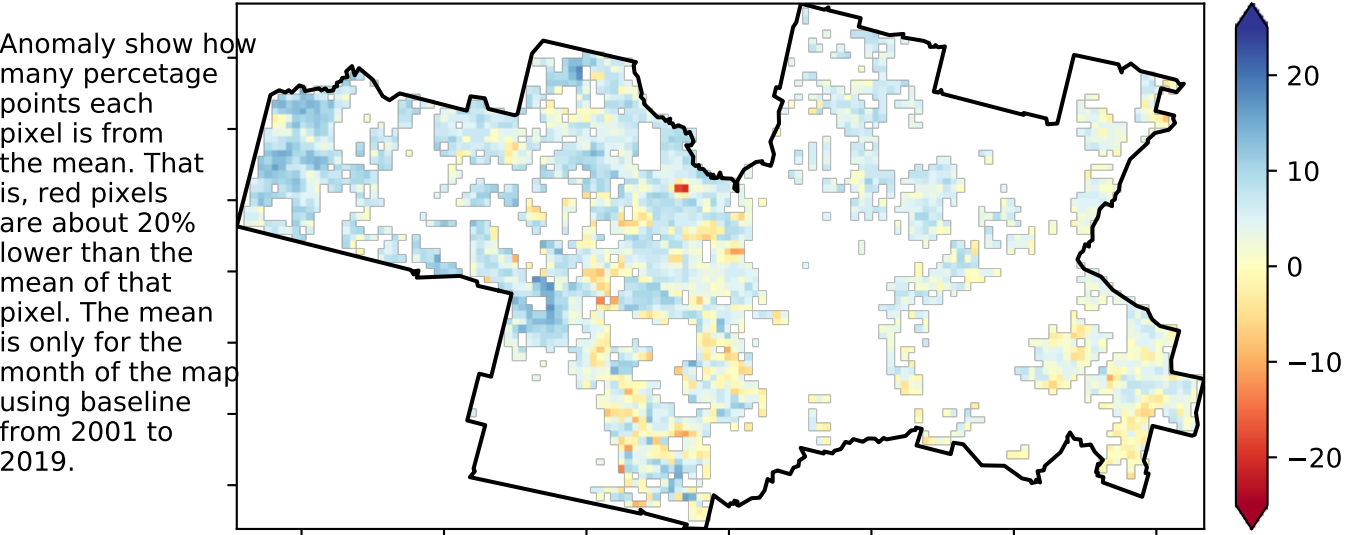 Anomaly show how
many percetage
points each
pixel is from
the mean. That
is, red pixels
are about 20%
lower than the
mean of that
pixel. The mean
is only for the
month of the map
using baseline
from 2001 to
2019.
20
10
0
−10
−20